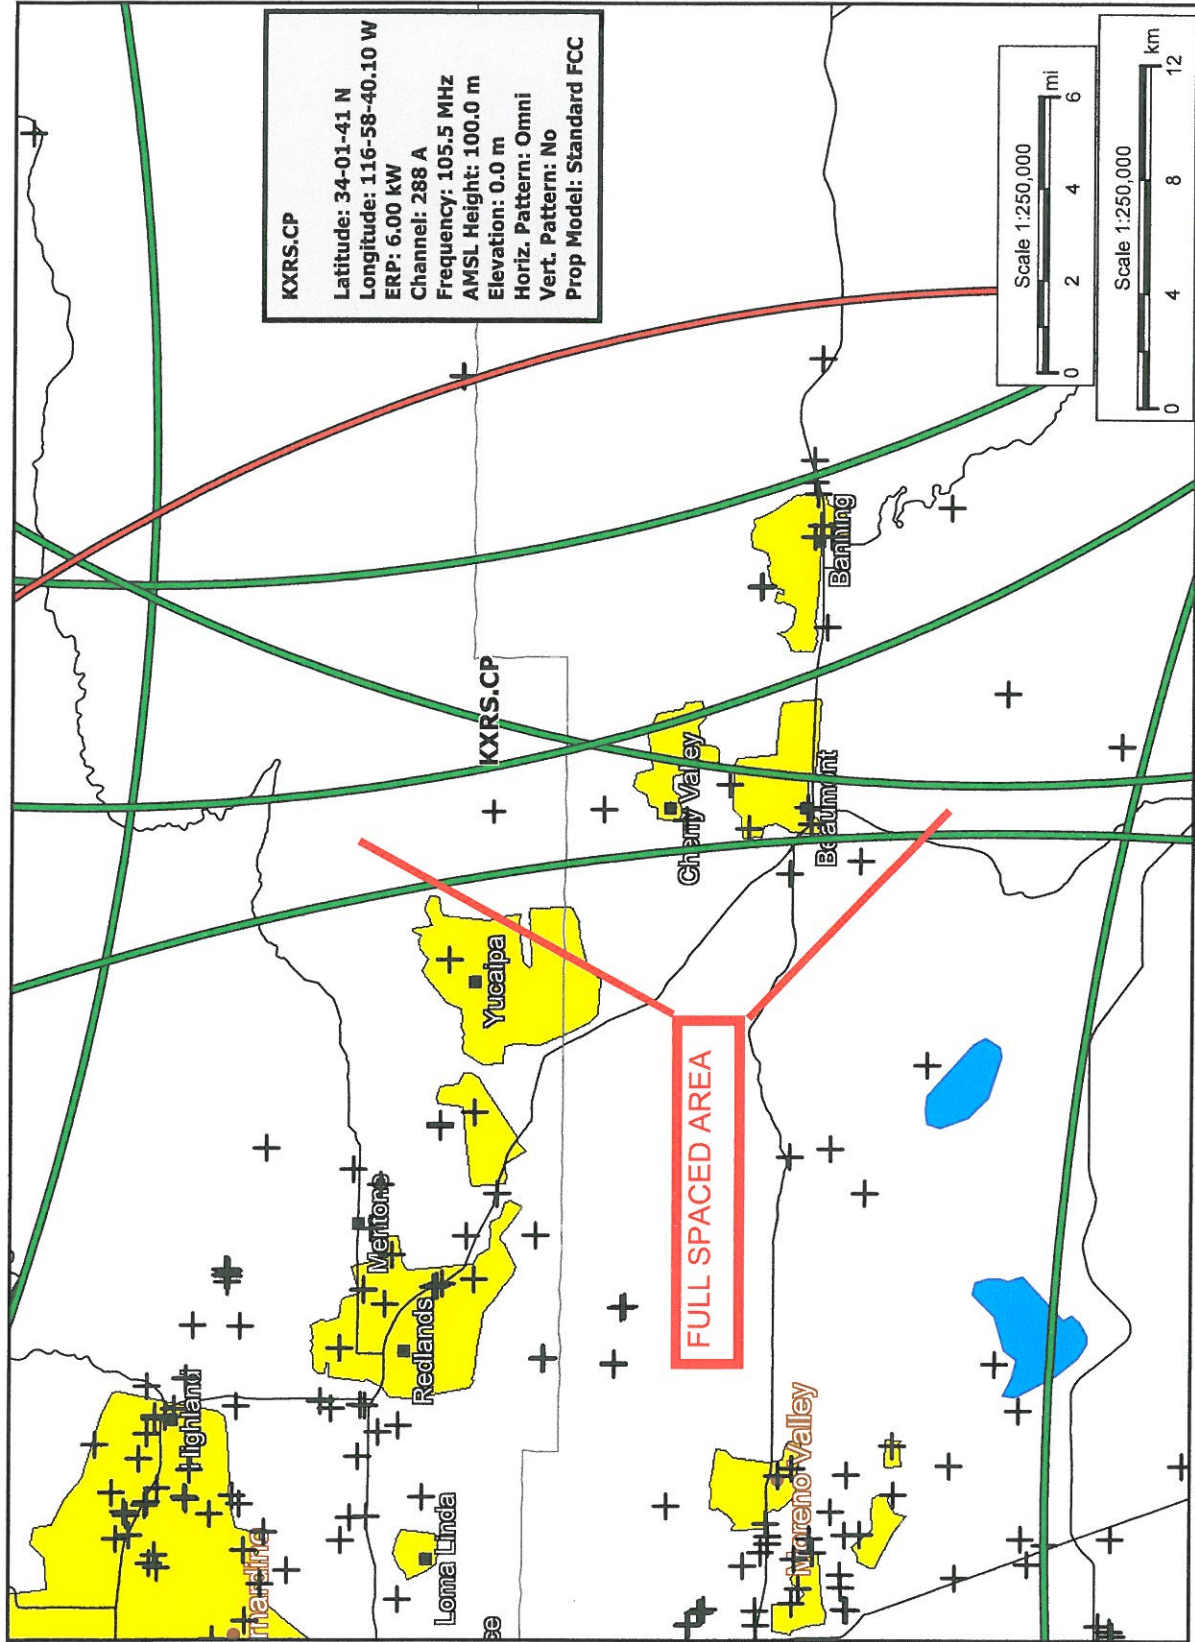 KXRS.CP
Latitude: 34-01-41 N
Longitude: 116-58-40.10 W
ERP: 6.00 kW
Channel: 288 A
Frequency: 105.5 MHz
AMSL Height: 100.0 m
Elevation: 0.0 m
Horiz. Pattern: Omni
Vert. Pattern: No
Prop Model: Standard FCC
Highland
Mentone
Redlands
Loma Linda
Yucaipa
KXRS.CP
Cherry Valley
Beaumont
Banning
Moreno Valley
FULL SPACED AREA
Scale 1:250,000
0 2 4 6 mi
Scale 1:250,000
0 4 8 12 km